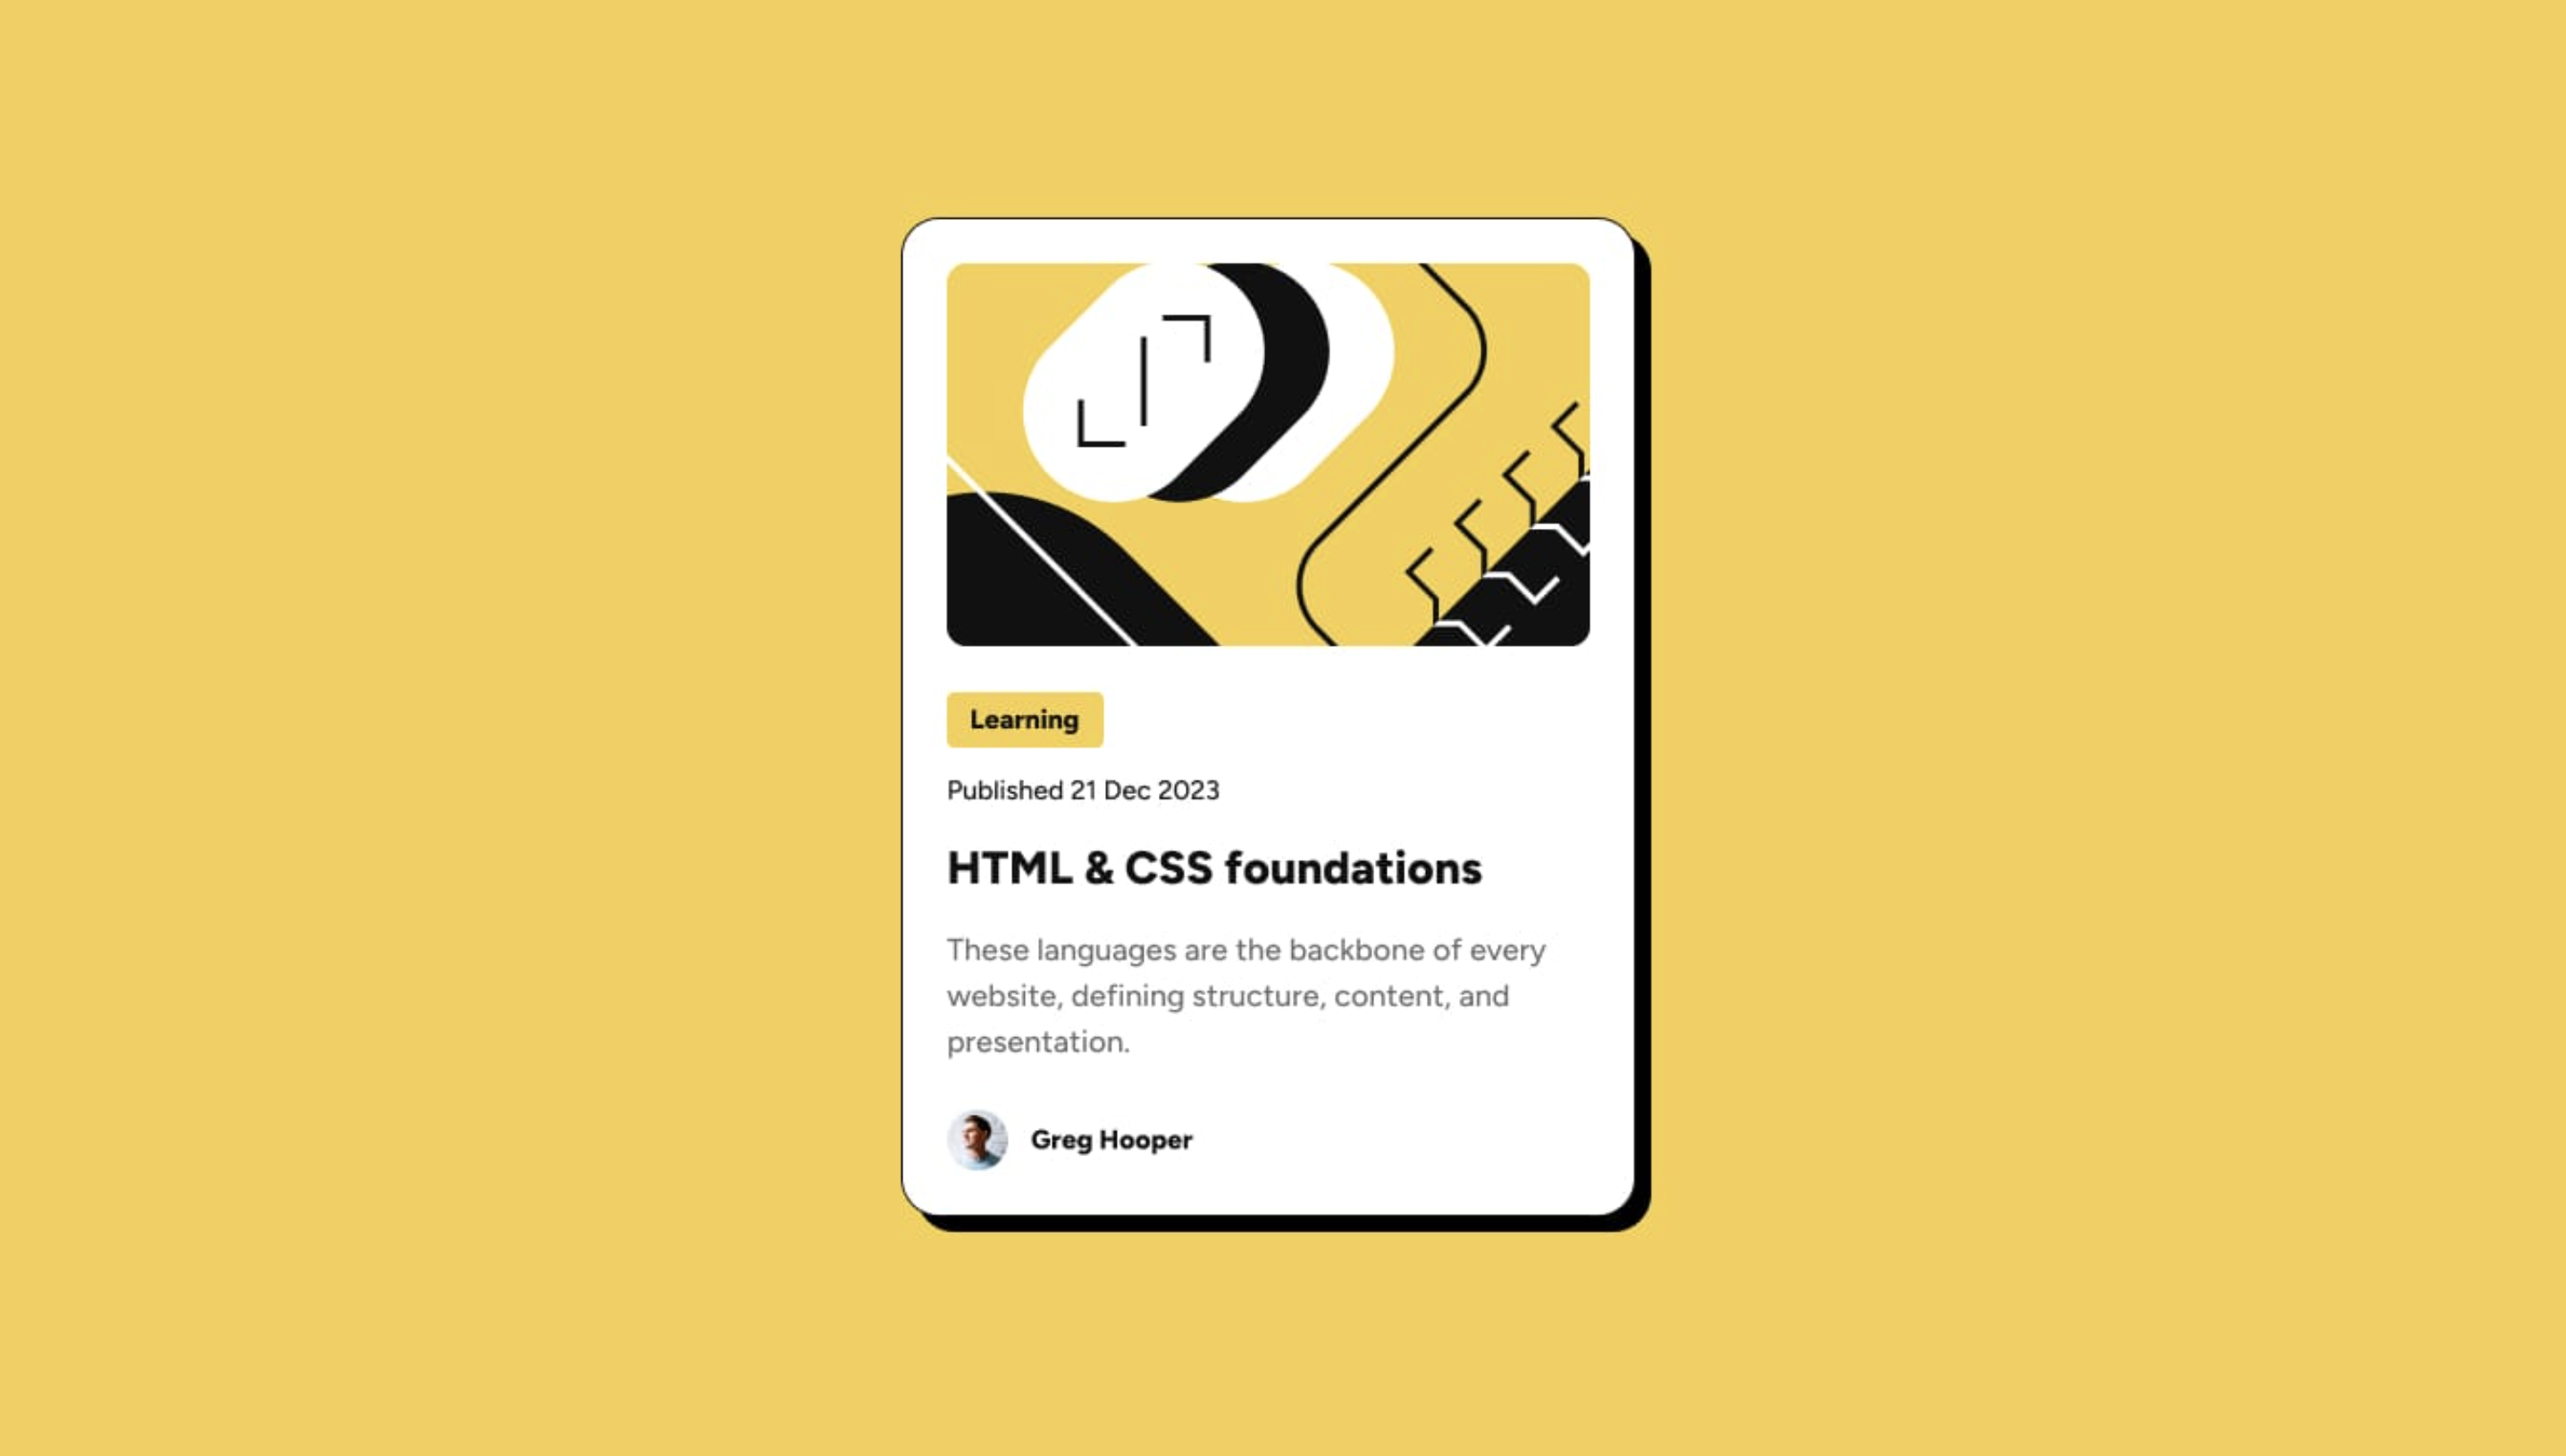 Learning
Published 21 Dec 2023
HTML & CSS foundations
These languages are the backbone of every
website, defining structure, content, and
presentation.
Greg Hooper